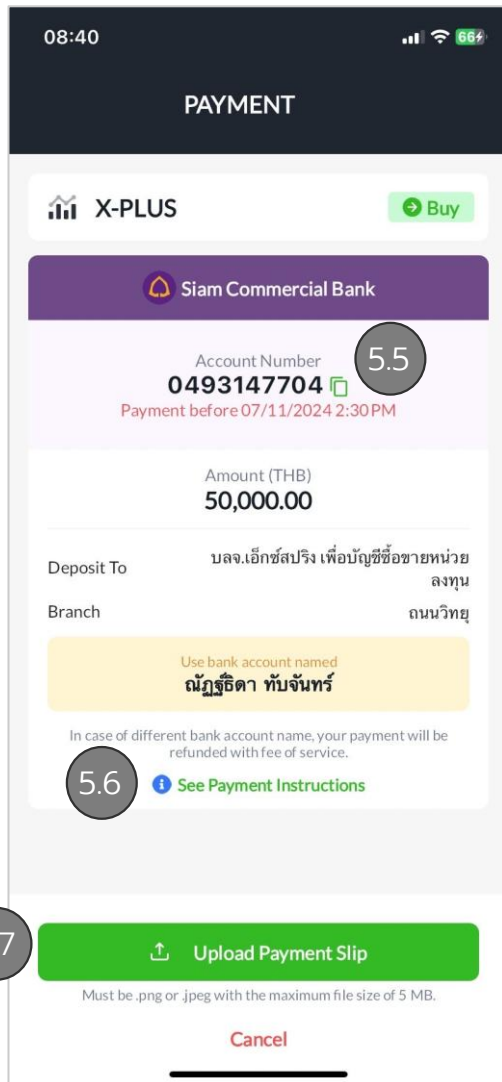 08:40
66
PAYMENT
X-PLUS
Buy
Siam Commercial Bank
Account Number
5.5
0493147704
Payment before 07/11/2024 2:30 PM
Amount (THB)
50,000.00
Deposit To
บลจ.เอ็กซ์สปริง เพื่อบัญชีซื้อขายหน่วย
ลงทุน
Branch
ถนนวิทยุ
Use bank account named
ณัฏฐ์ธิดา ทับจันทร์
In case of different bank account name, your payment will be
refunded with fee of service.
5.6
See Payment Instructions
7
Upload Payment Slip
Must be .png or .jpeg with the maximum file size of 5 MB.
Cancel